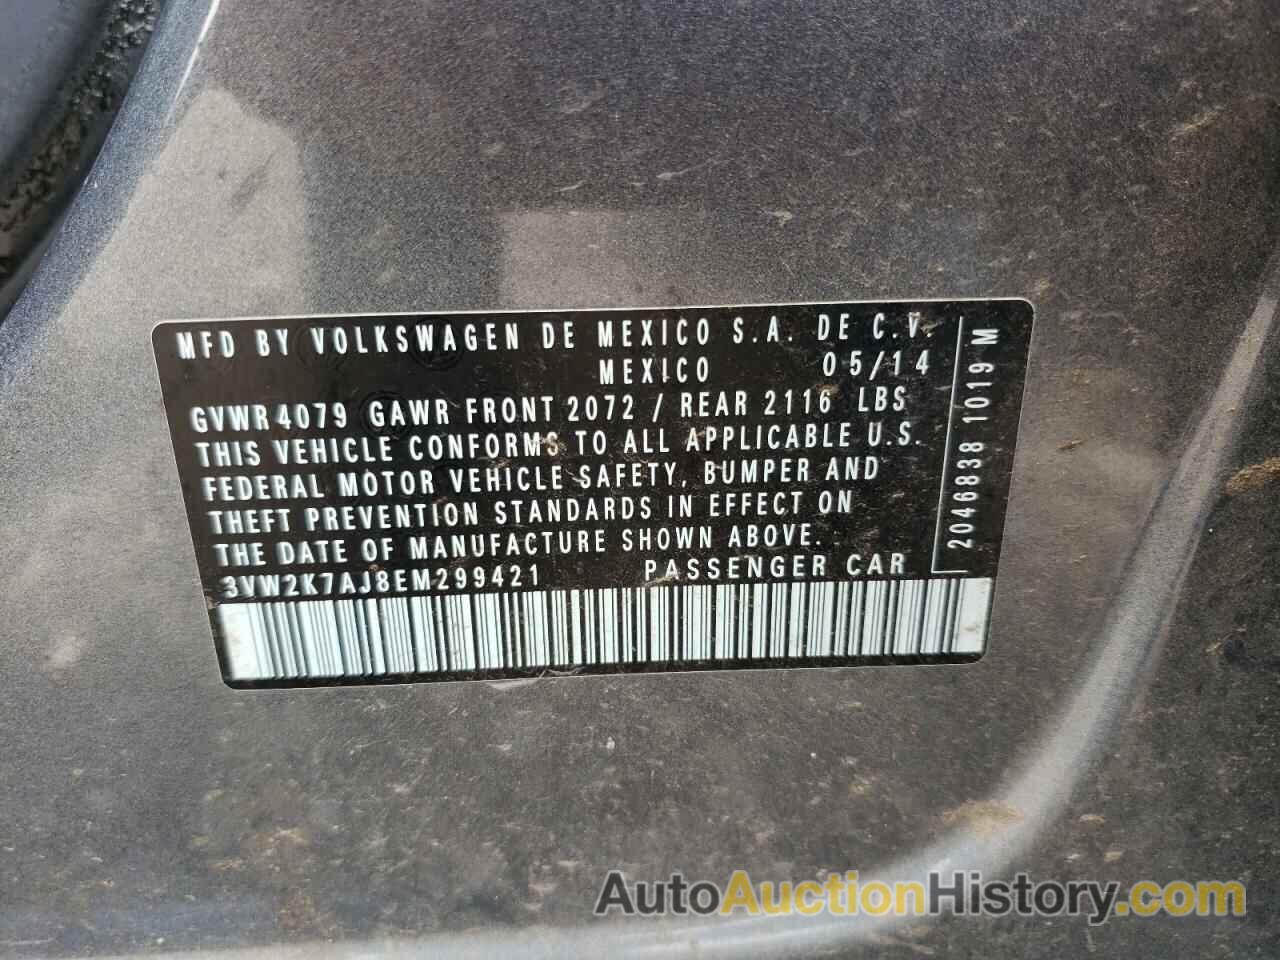 MFD BY VOLKSWAGEN DE MEXICO S.A. DE C.V.
MEXICO 05/14
GVWR 4079 GAWR FRONT 2072 / REAR 2116 LBS
THIS VEHICLE CONFORMS TO ALL APPLICABLE U.S.
FEDERAL MOTOR VEHICLE SAFETY, BUMPER AND
THEFT PREVENTION STANDARDS IN EFFECT ON
THE DATE OF MANUFACTURE SHOWN ABOVE.
3VW2K7AJ8EM299421 PASSENGER CAR
2046838 1019 M
AutoAuctionHistory.com